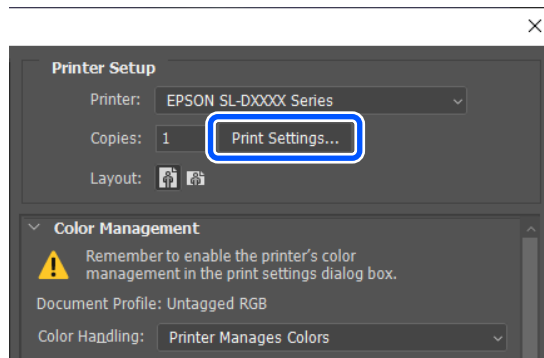 Printer Setup
Printer: EPSON SL-DXXXX Series
Copies: 1 Print Settings...
Layout:
Color Management
Remember to enable the printer's color
management in the print settings dialog box.
Document Profile: Untagged RGB
Color Handling: Printer Manages Colors